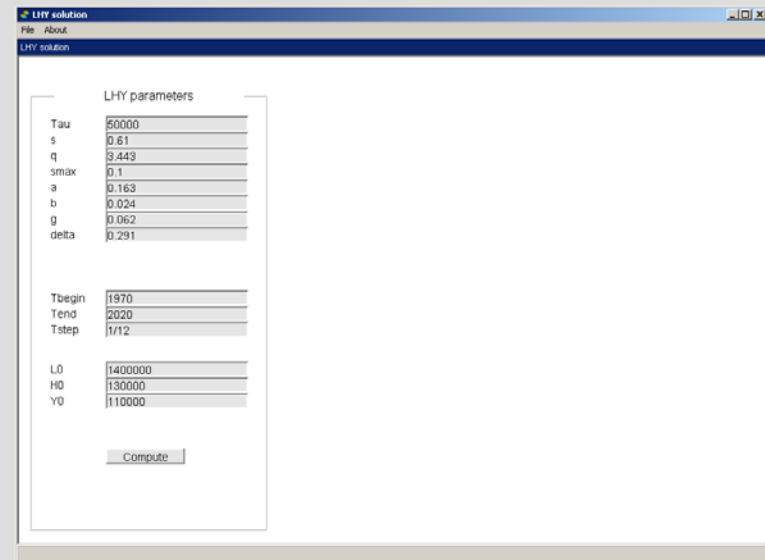 LHY solution
File About
LHY solution
LHY parameters
Tau 50000
s 0.61
q 3.443
smax 0.1
a 0.163
b 0.024
g 0.062
delta 0.291
Tbegin 1970
Tend 2020
Tstep 1/12
L0 1400000
H0 130000
Y0 110000
Compute